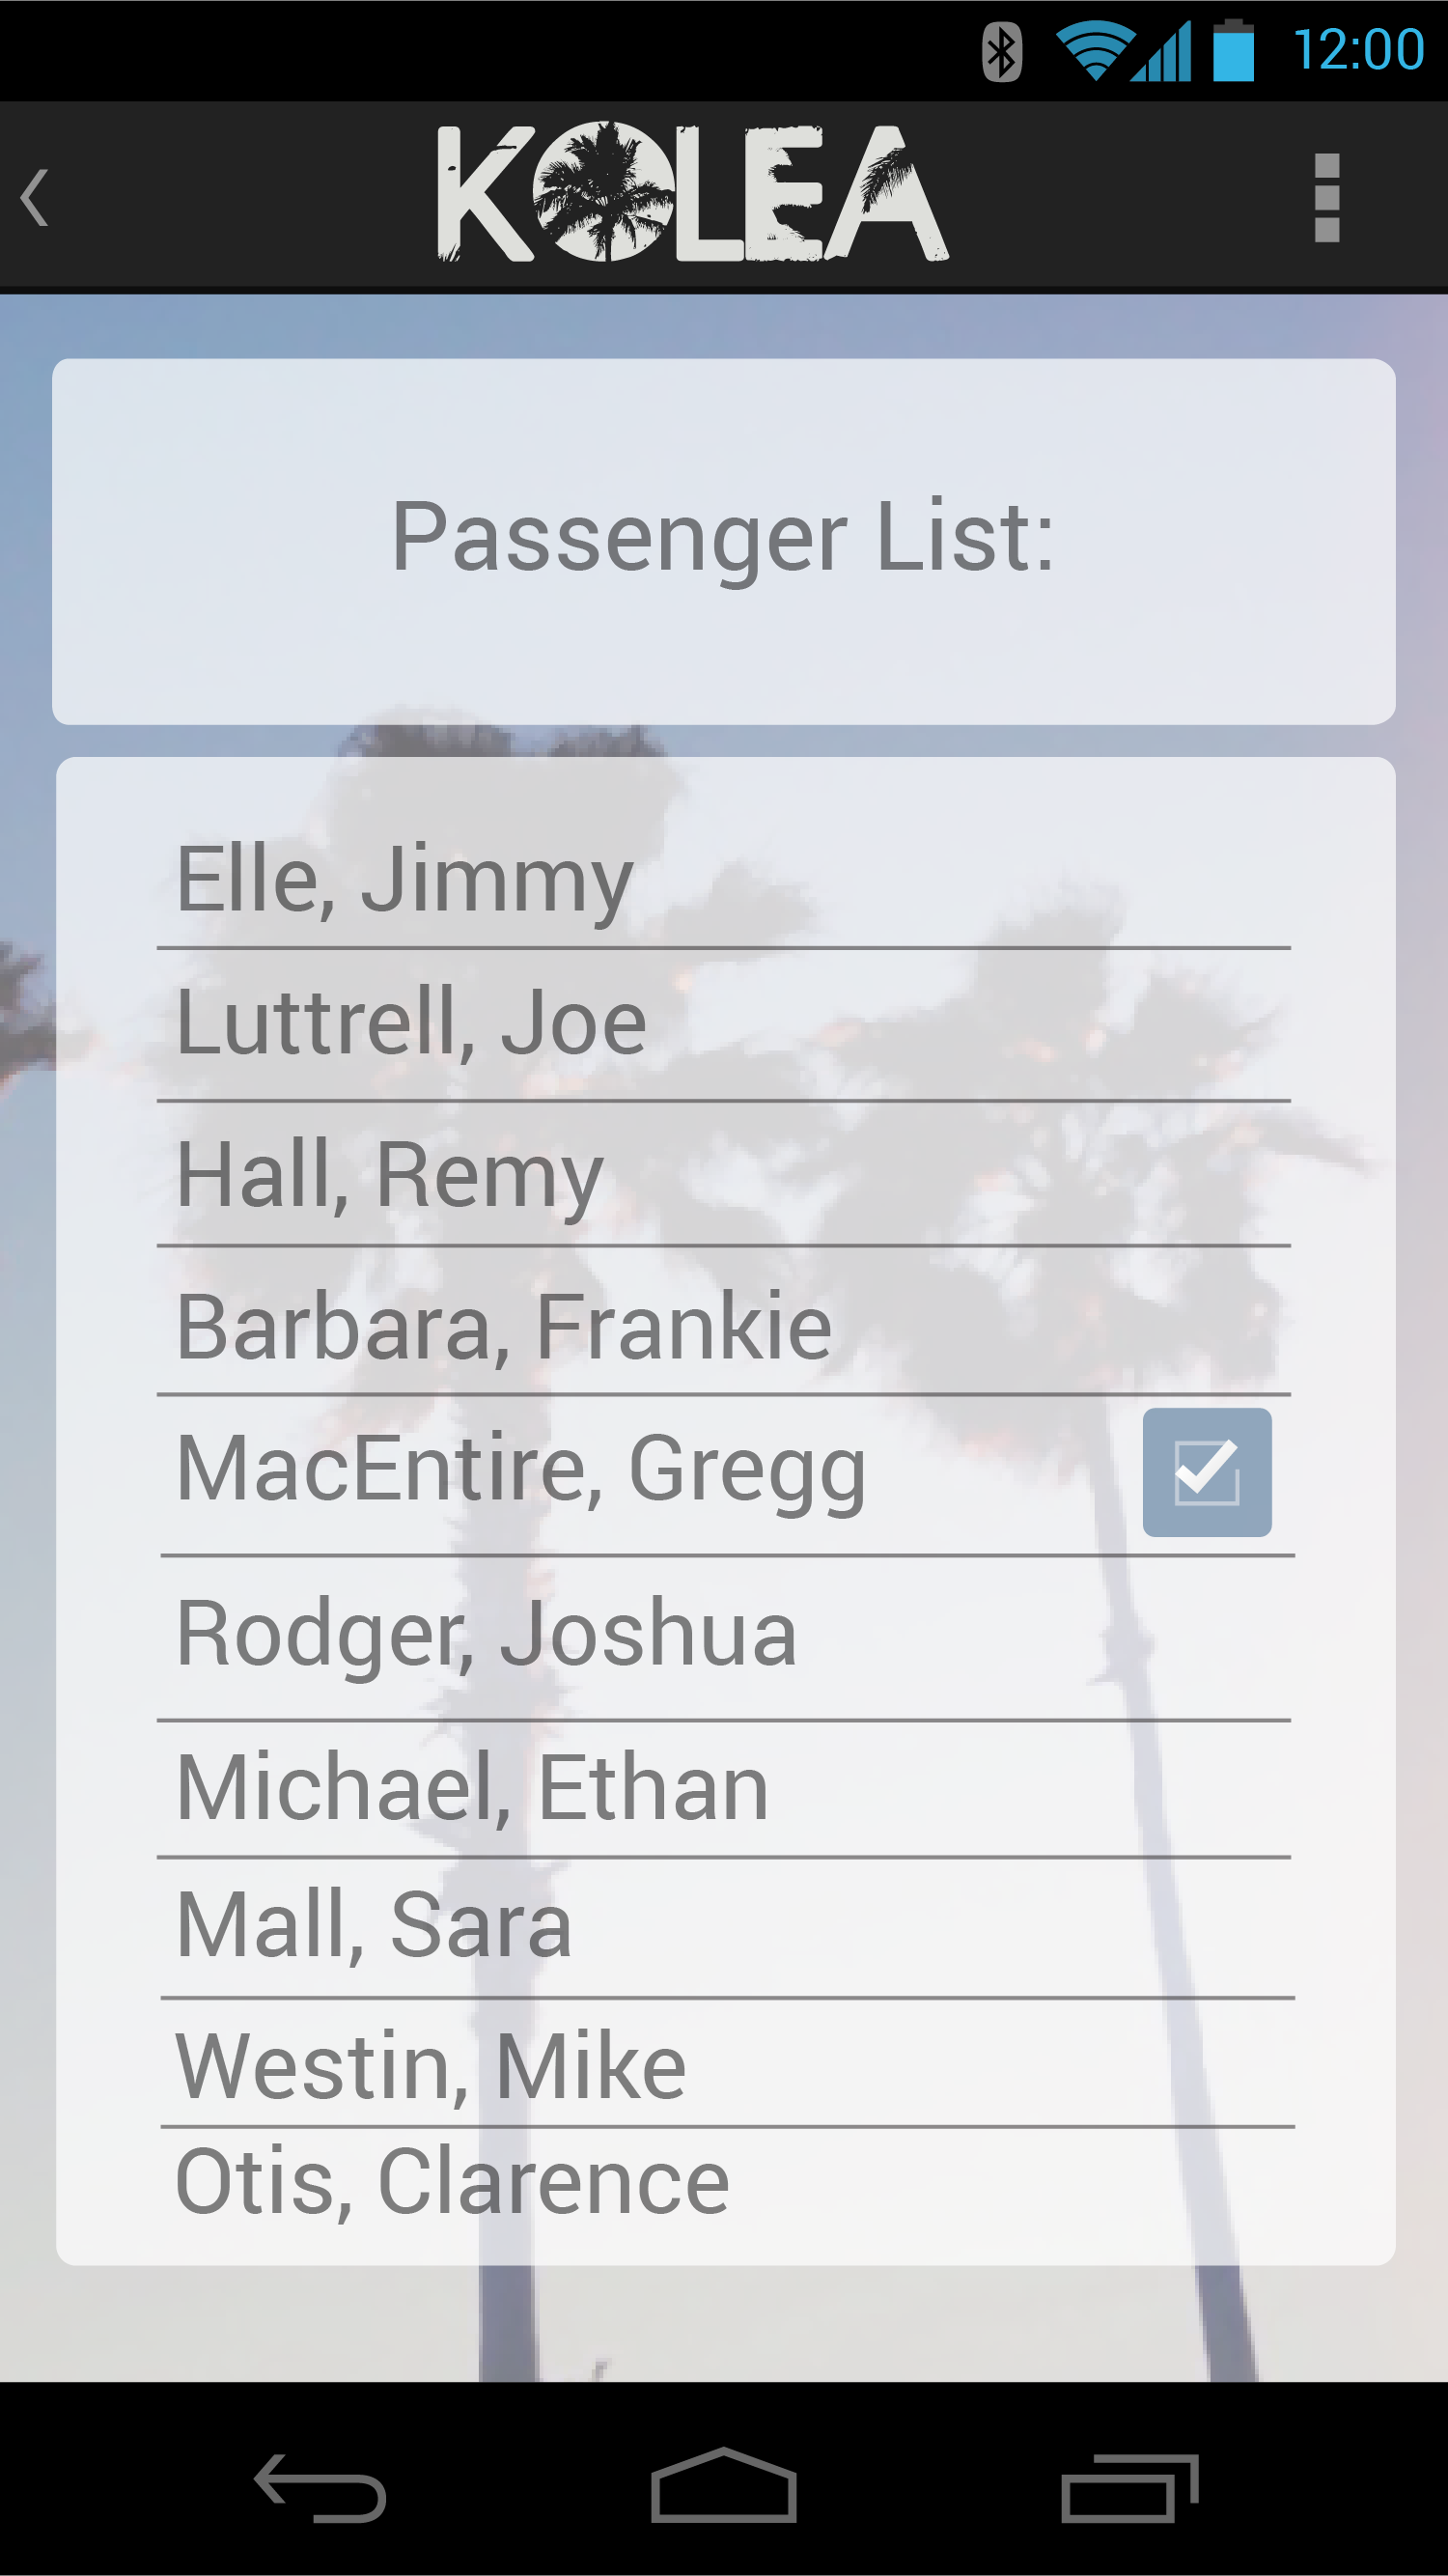 12:00
KOLEA
Passenger List:
Elle, Jimmy
Luttrell, Joe
Hall, Remy
Barbara, Frankie
MacEntire, Gregg
Rodger, Joshua
Michael, Ethan
Mall, Sara
Westin, Mike
Otis, Clarence